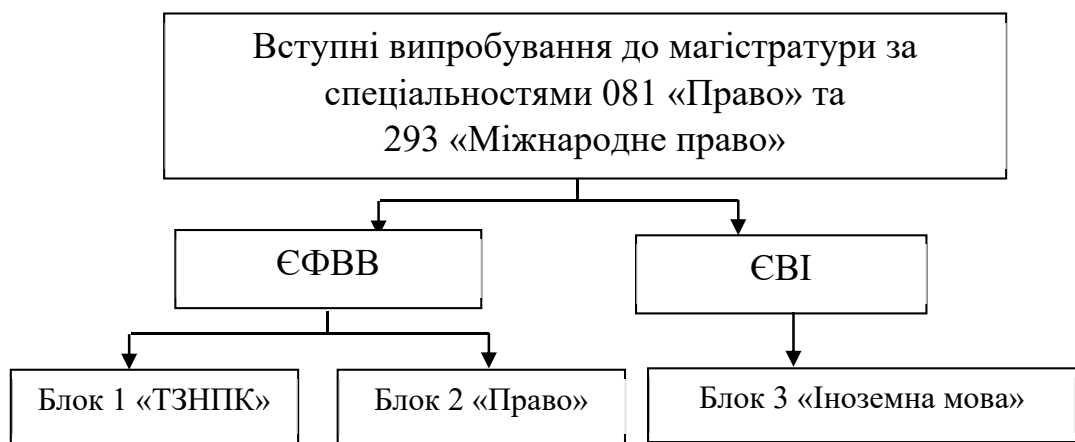 Вступні випробування до магістратури за
спеціальностями 081 «Право» та
293 «Міжнародне право»
ЄФВВ
ЄВІ
Блок 1 «ТЗНПК»
Блок 2 «Право»
Блок 3 «Іноземна мова»